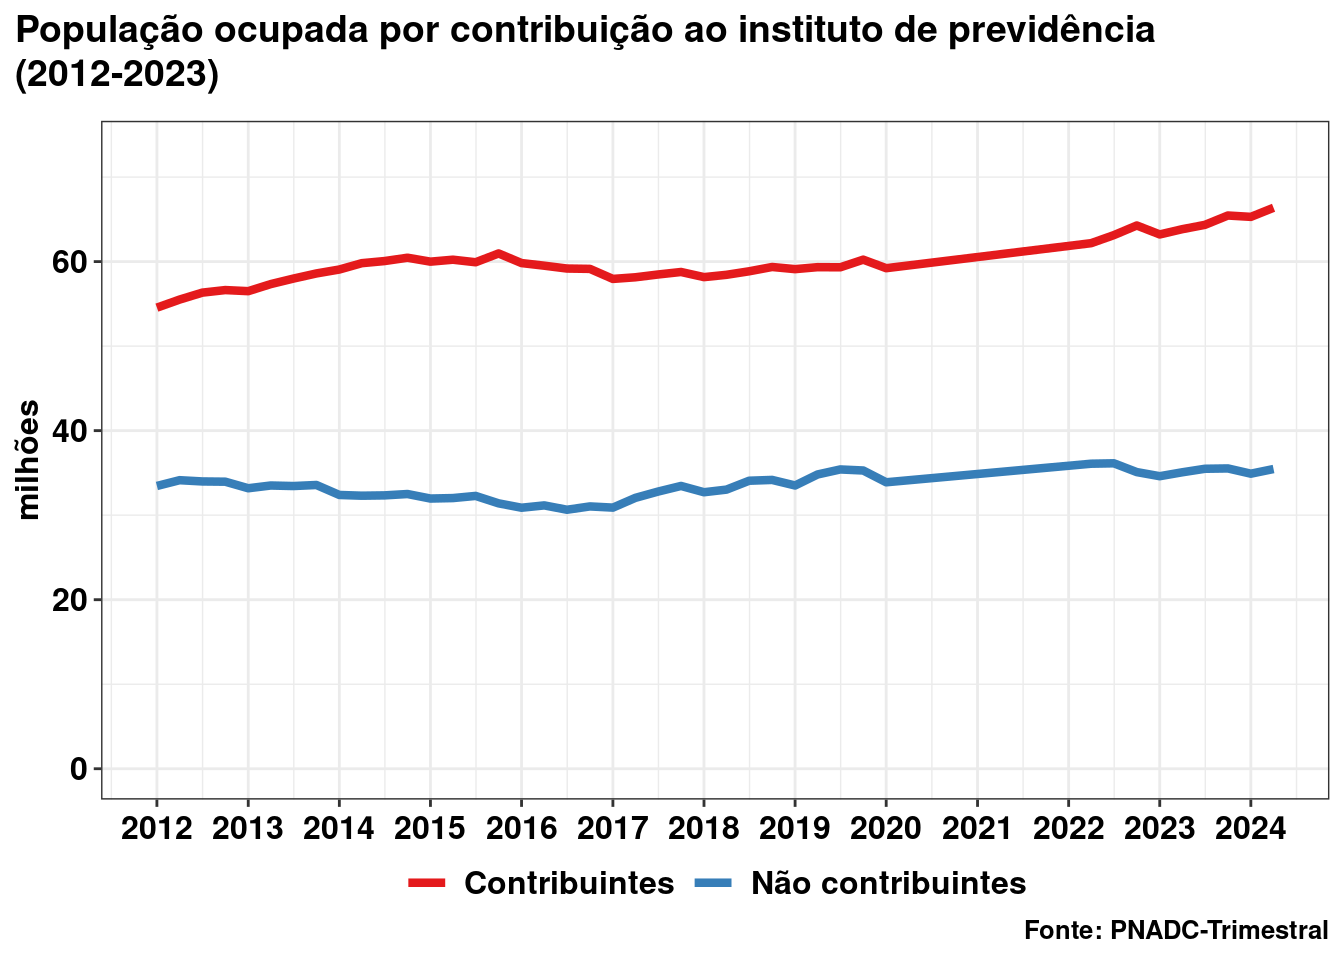 População ocupada por contribuição ao instituto de previdência
(2012-2023)
milhões
60
40
20
0
2012 2013 2014 2015 2016 2017 2018 2019 2020 2021 2022 2023 2024
Contribuintes Não contribuintes
Fonte: PNADC-Trimestral